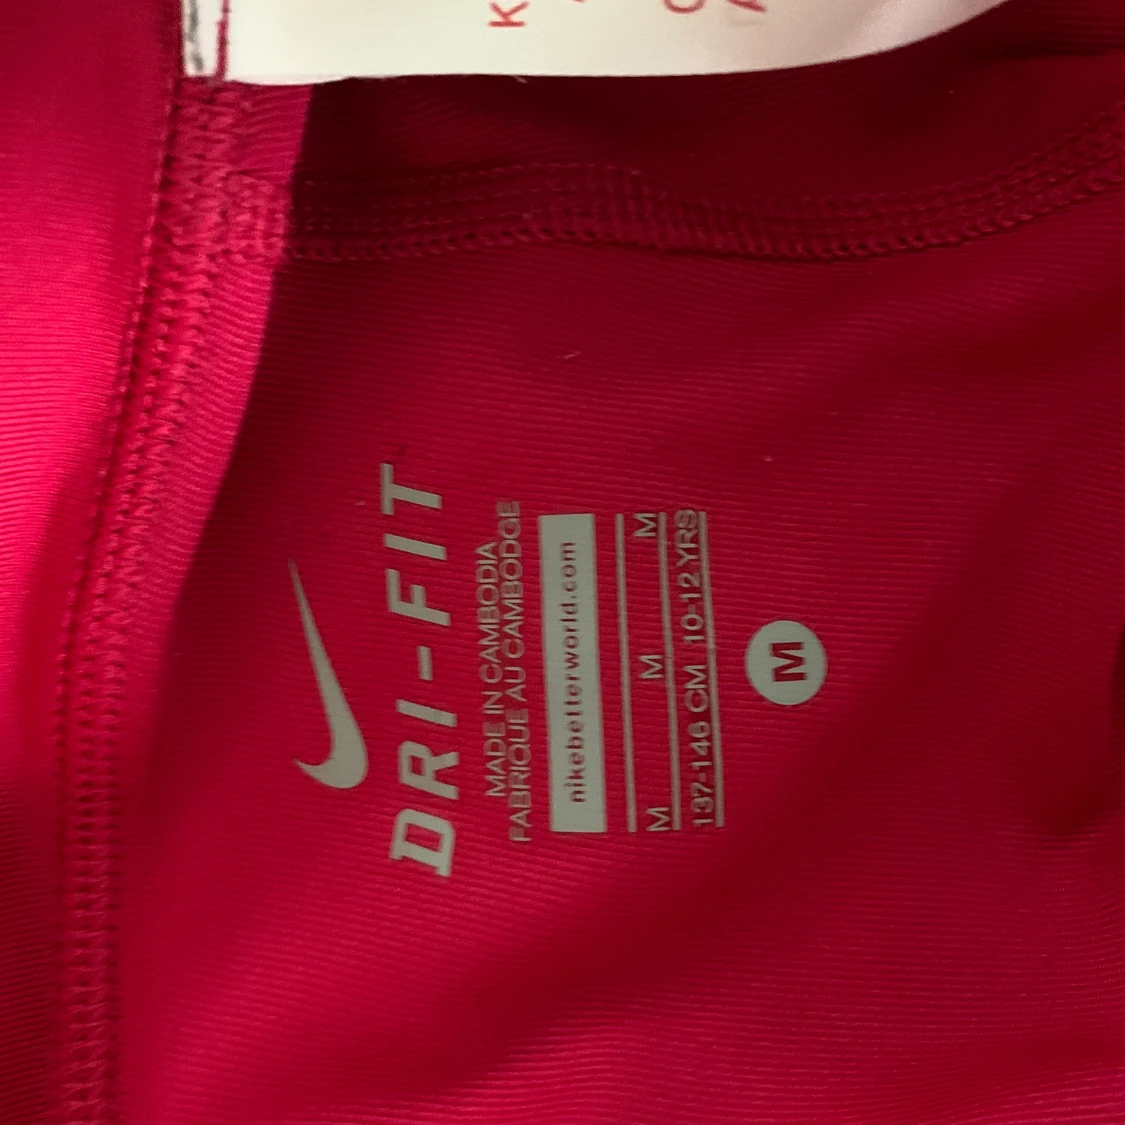 DRI-FIT
MADE IN CAMBODIA
FABRIQUE AU CAMBODGE
nikebetterworld.com
M M M
137-146 CM 10-12 YRS
M